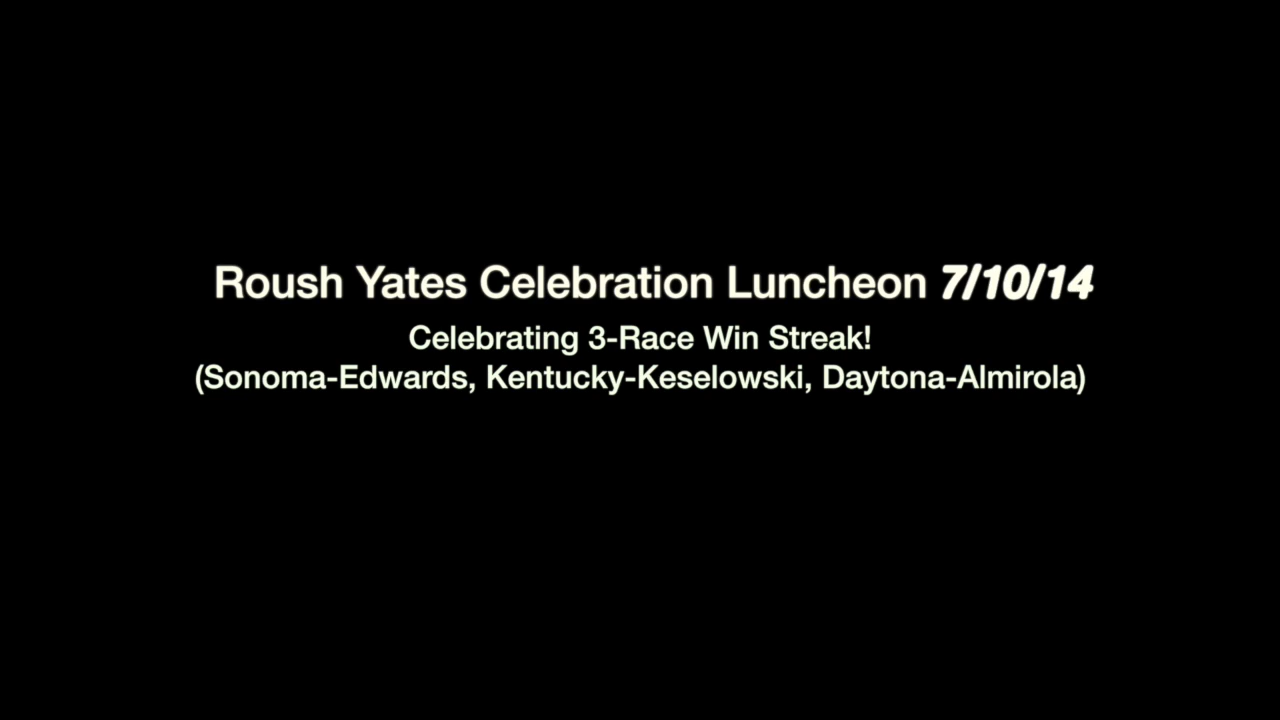 Roush Yates Celebration Luncheon 7/10/14
Celebrating 3-Race Win Streak!
(Sonoma-Edwards, Kentucky-Keselowski, Daytona-Almirola)